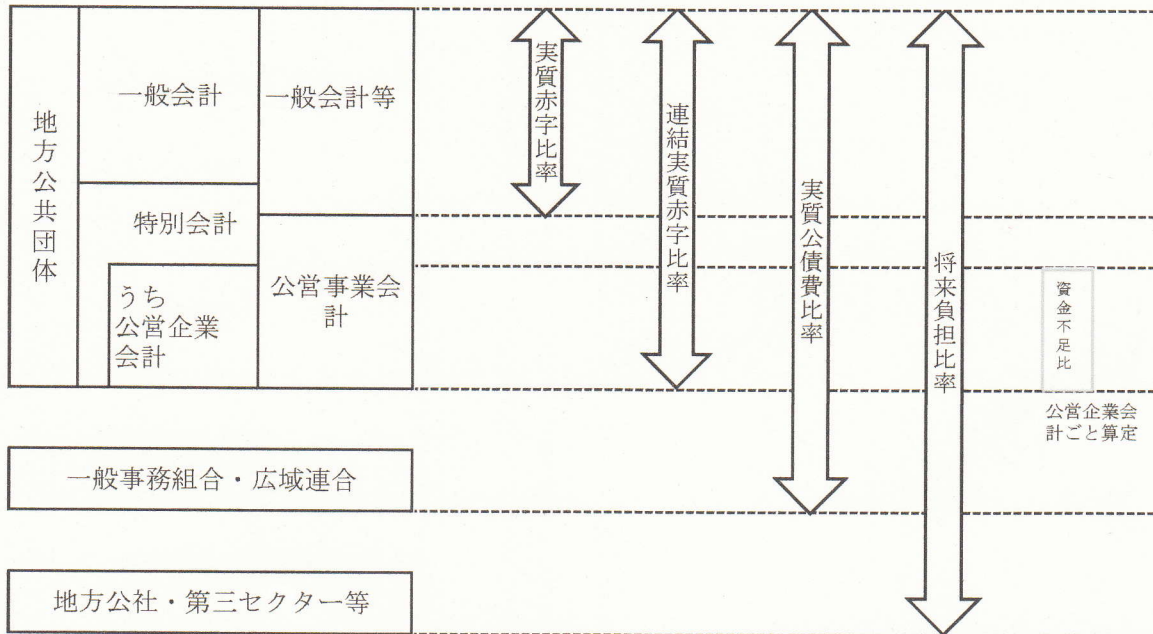 地方公共団体
一般会計
一般会計等
特別会計
うち
公営企業
会計
公営事業会
計
一般事務組合・広域連合
地方公社・第三セクター等
実質赤字比率
連結実質赤字比率
実質公債費比率
将来負担比率
資金不足比
公営企業会
計ごと算定